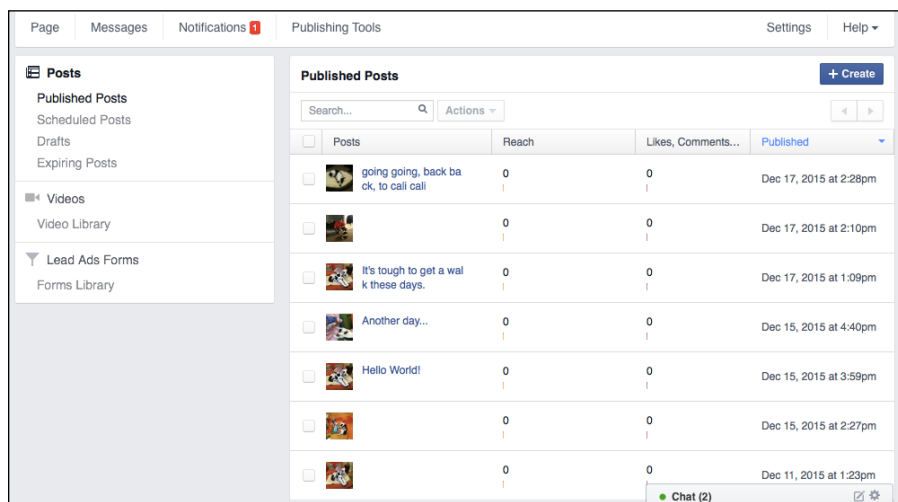 Page Messages Notifications 1 Publishing Tools Settings Help
Posts
Published Posts
Scheduled Posts
Drafts
Expiring Posts
Videos
Video Library
Lead Ads Forms
Forms Library
Published Posts + Create
Search... Actions
Posts Reach Likes, Comments... Published
going going, back ba
ck, to cali cali
0 0 Dec 17, 2015 at 2:28pm
0 0 Dec 17, 2015 at 2:10pm
It's tough to get a wal
k these days.
0 0 Dec 17, 2015 at 1:09pm
Another day... 0 0 Dec 15, 2015 at 4:40pm
Hello World! 0 0 Dec 15, 2015 at 3:59pm
0 0 Dec 15, 2015 at 2:27pm
0 0 Dec 11, 2015 at 1:23pm
Chat (2)